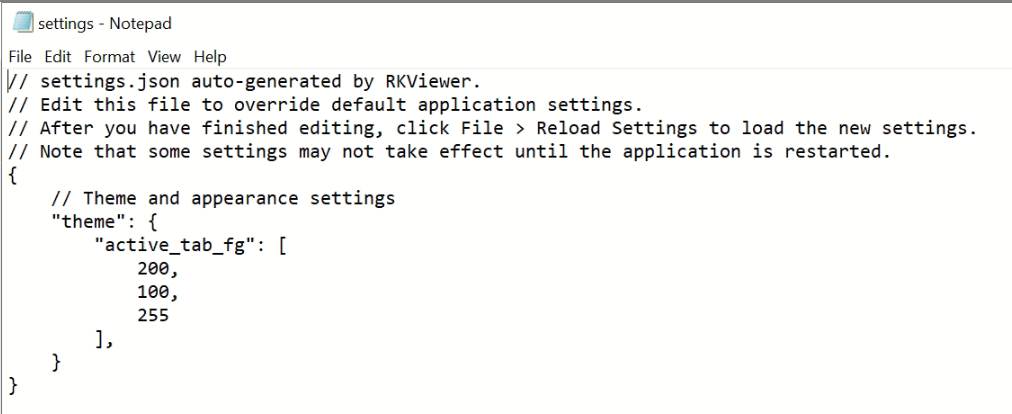 settings - Notepad
File Edit Format View Help
// settings.json auto-generated by RKViewer.
// Edit this file to override default application settings.
// After you have finished editing, click File > Reload Settings to load the new settings.
// Note that some settings may not take effect until the application is restarted.
{
    // Theme and appearance settings
    "theme": {
        "active_tab_fg": [
            200,
            100,
            255
        ],
    }
}